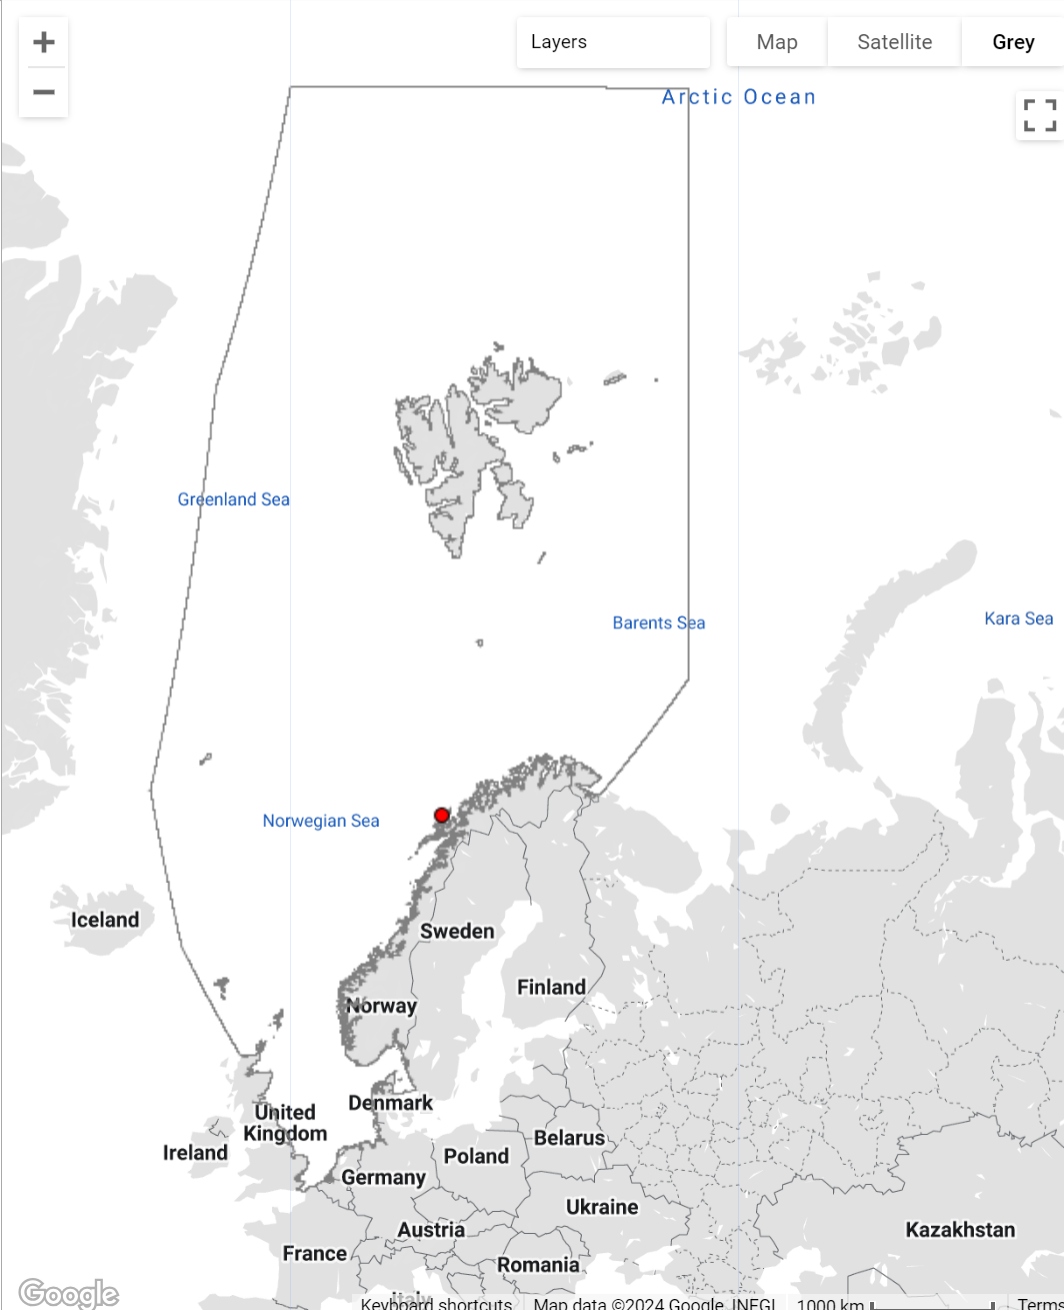 +
Layers
Map
Satellite
Grey
−
Arctic Ocean
Greenland Sea
Barents Sea
Kara Sea
Norwegian Sea
Iceland
Sweden
Finland
Norway
Denmark
United
Kingdom
Ireland
Belarus
Poland
Germany
Ukraine
Austria
Kazakhstan
France
Romania
Italy
Google
Keyboard shortcuts
Map data ©2024 Google, INEGI
1000 km
Terms